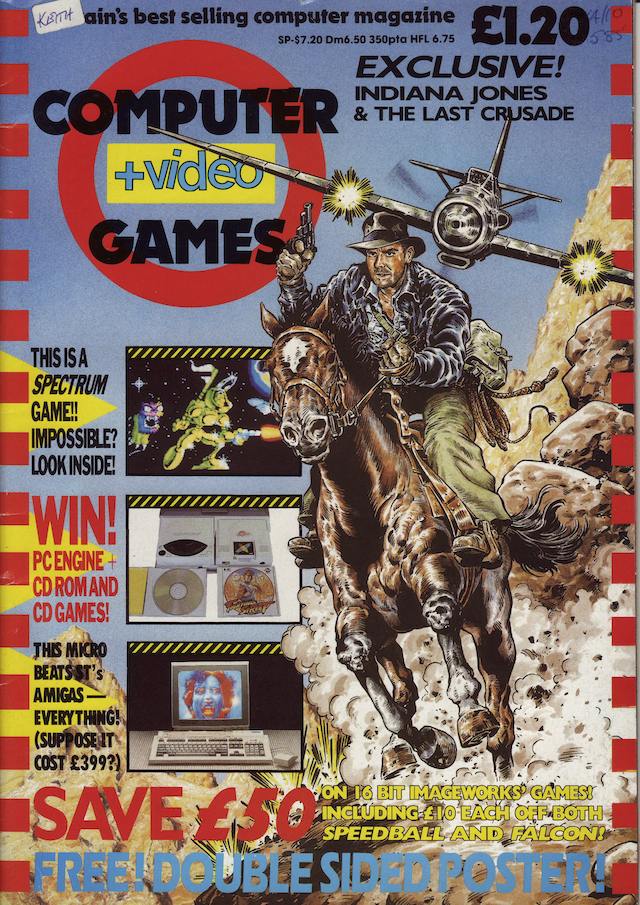 KEITH
ain's best selling computer magazine
£1.20
SP-$7.20 Dm6.50 350pta HFL 6.75
EXCLUSIVE!
INDIANA JONES
& THE LAST CRUSADE
COMPUTER
+video
GAMES
THIS IS A
SPECTRUM
GAME!!
IMPOSSIBLE?
LOOK INSIDE!
WIN!
PC ENGINE +
CD ROM AND
CD GAMES!
THIS MICRO
BEATS ST's
AMIGAS —
EVERYTHING!
(SUPPOSE IT
COST £399?)
SAVE £50
ON 16 BIT IMAGEWORKS' GAMES!
INCLUDING £10 EACH OFF BOTH
SPEEDBALL AND FALCON!
FREE! DOUBLE SIDED POSTER!